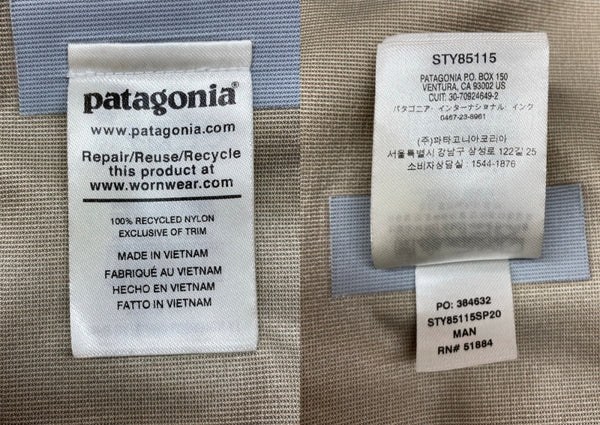 patagonia®
www.patagonia.com
Repair/Reuse/Recycle
this product at
www.wornwear.com
100% RECYCLED NYLON
EXCLUSIVE OF TRIM
MADE IN VIETNAM
FABRIQUÉ AU VIETNAM
HECHO EN VIETNAM
FATTO IN VIETNAM
STY85115
PATAGONIA P.O. BOX 150
VENTURA, CA 93002 US
CUIT: 30-70924649-2
パタゴニア・インターナショナル・インク
0467-23-8961
(주)파타고니아코리아
서울특별시 강남구 삼성로 122길 25
소비자상담실 : 1544-1876
PO: 384632
STY85115SP20
MAN
RN# 51884